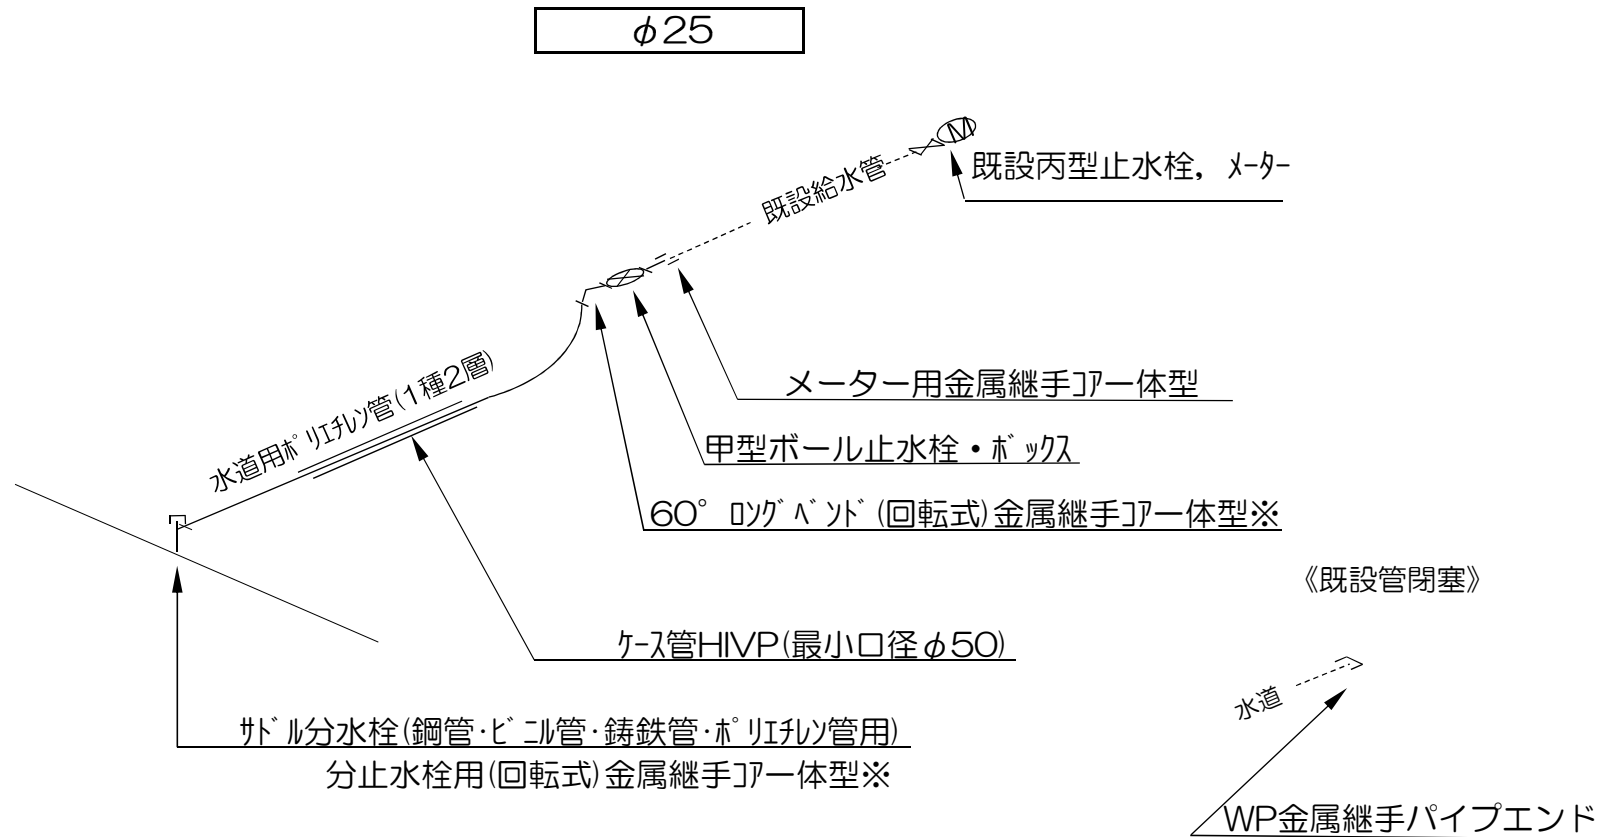 φ25
M
既設丙型止水栓，ﾒｰﾀｰ
既設給水管
メーター用金属継手ｺｱ一体型
水道用ﾎﾟﾘｴﾁﾚﾝ管(1種2層)
甲型ボール止水栓・ﾎﾞｯｸｽ
60°ﾛﾝｸﾞﾍﾞﾝﾄﾞ(回転式)金属継手ｺｱ一体型※
《既設管閉塞》
ｹｰｽ管HIVP(最小口径φ50)
水道
ｻﾄﾞﾙ分水栓(鋼管･ﾋﾞﾆﾙ管･鋳鉄管･ﾎﾟﾘｴﾁﾚﾝ管用)
分止水栓用(回転式)金属継手ｺｱ一体型※
WP金属継手パイプエンド